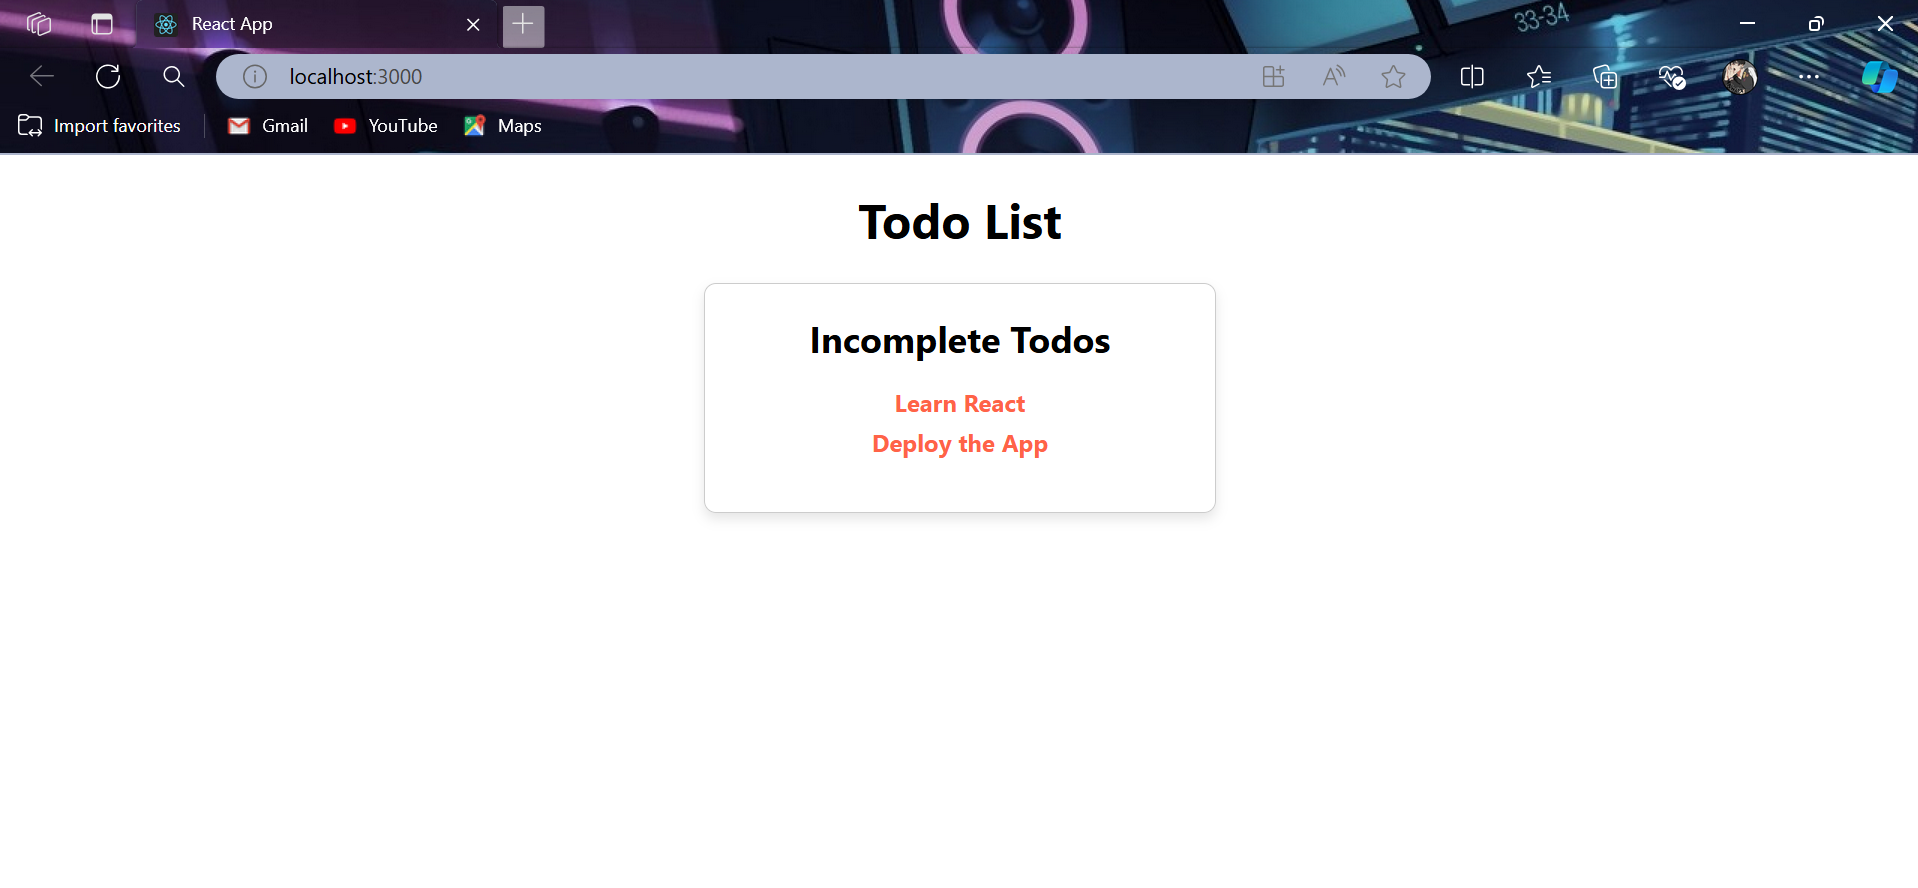 React App
33-34
localhost:3000
Import favorites
Gmail
YouTube
Maps
Todo List
Incomplete Todos
Learn React
Deploy the App